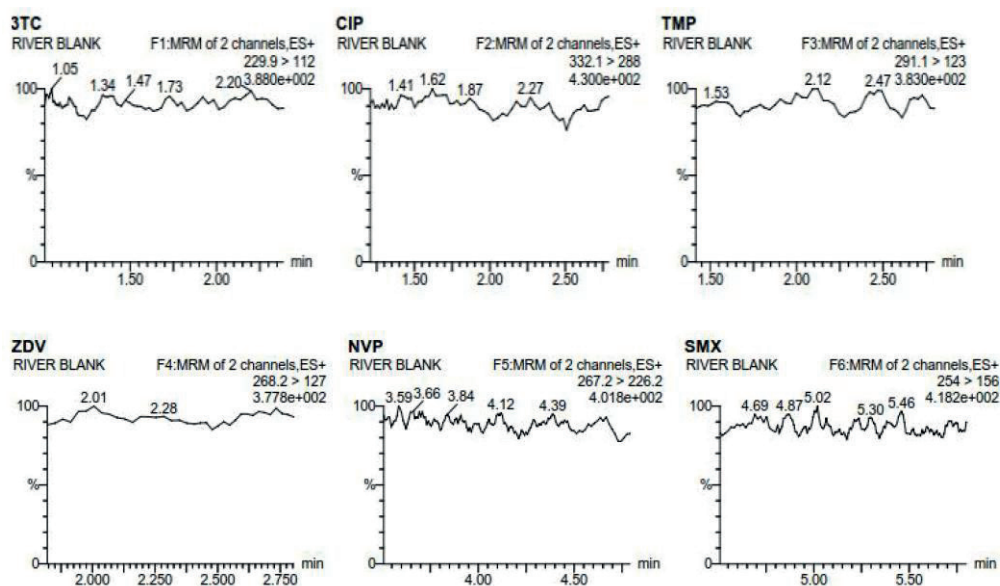 3TC
RIVER BLANK F1:MRM of 2 channels,ES+
229.9 > 112
3.880e+002
1.05
1.34
1.47
1.73
2.20
100
%
0
1.50 2.00 min
CIP
RIVER BLANK F2:MRM of 2 channels,ES+
332.1 > 288
4.300e+002
1.41
1.62
1.87
2.27
100
%
0
1.50 2.00 2.50 min
TMP
RIVER BLANK F3:MRM of 2 channels,ES+
291.1 > 123
3.830e+002
1.53
2.12
2.47
100
%
0
1.50 2.00 2.50 min
ZDV
RIVER BLANK F4:MRM of 2 channels,ES+
268.2 > 127
3.778e+002
2.01
2.28
100
%
0
2.000 2.250 2.500 2.750 min
NVP
RIVER BLANK F5:MRM of 2 channels,ES+
267.2 > 226.2
4.018e+002
3.59
3.66
3.84
4.12
4.39
100
%
0
4.00 4.50 min
SMX
RIVER BLANK F6:MRM of 2 channels,ES+
254 > 156
4.182e+002
4.69
4.87
5.02
5.30
5.46
100
%
0
5.00 5.50 min